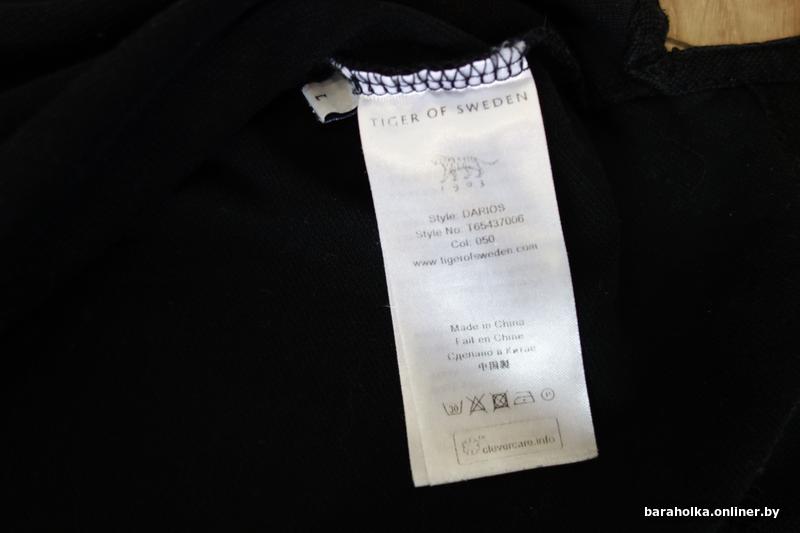 TIGER OF SWEDEN
1903
Style: DARIOS
Style No: T65437006
Col: 050
www.tigerofsweden.com
Made in China
Fait en Chine
Сделано в Китае
中国製
30 P
clevercare.info
baraholka.onliner.by